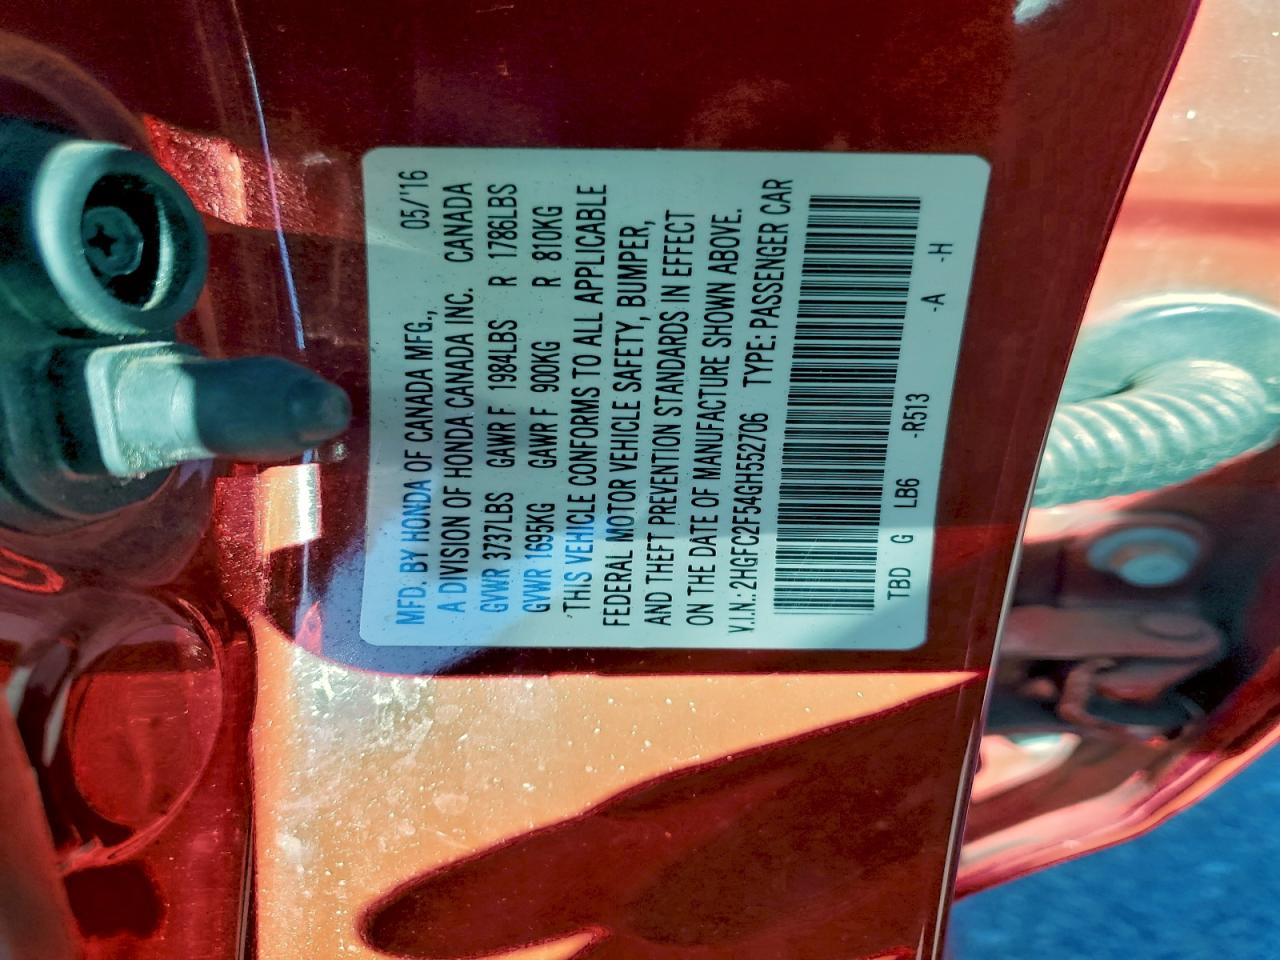 MFD. BY HONDA OF CANADA MFG., 05/'16
A DIVISION OF HONDA CANADA INC. CANADA
GVWR 3737LBS GAWR F 1984LBS R 1786LBS
GVWR 1695KG GAWR F 900KG R 810KG
THIS VEHICLE CONFORMS TO ALL APPLICABLE
FEDERAL MOTOR VEHICLE SAFETY, BUMPER,
AND THEFT PREVENTION STANDARDS IN EFFECT
ON THE DATE OF MANUFACTURE SHOWN ABOVE.
V.I.N.: 2HGFC2F54GH552706 TYPE: PASSENGER CAR
TBD G LB6 -R513 -A -H